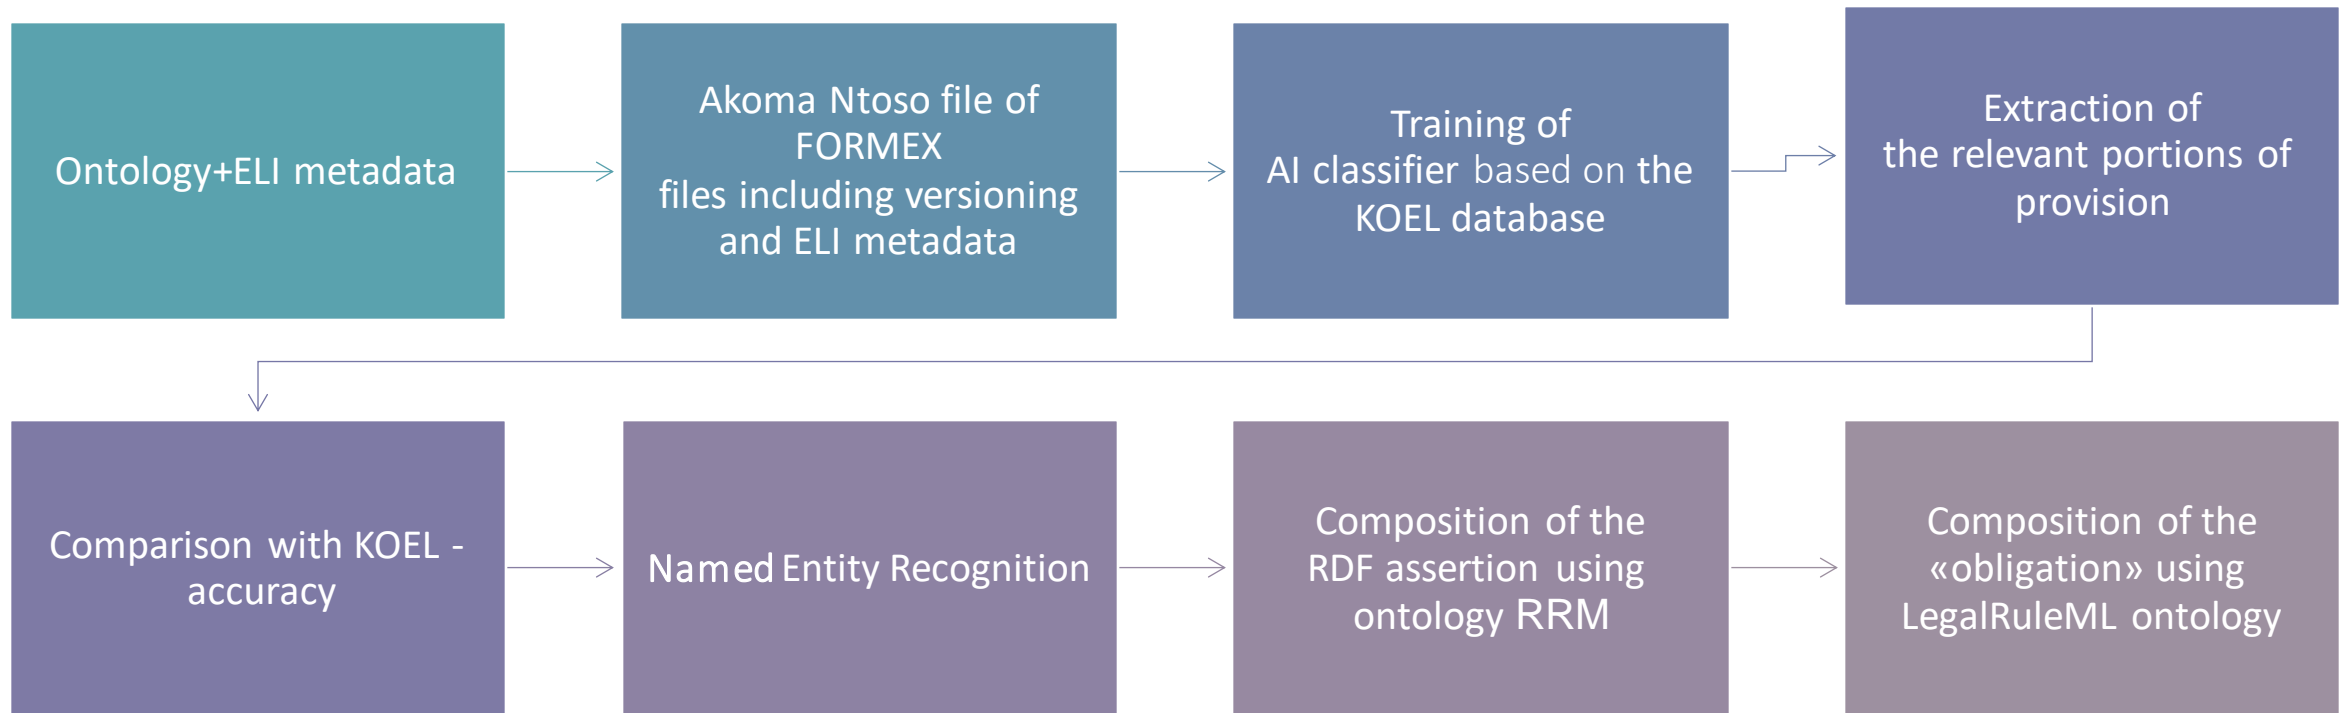 Ontology+ELI metadata
Akoma Ntoso file of
FORMEX
files including versioning
and ELI metadata
Training of
AI classifier based on the
KOEL database
Extraction of
the relevant portions of
provision
Comparison with KOEL -
accuracy
Named Entity Recognition
Composition of the
RDF assertion using
ontology RRM
Composition of the
«obligation» using
LegalRuleML ontology